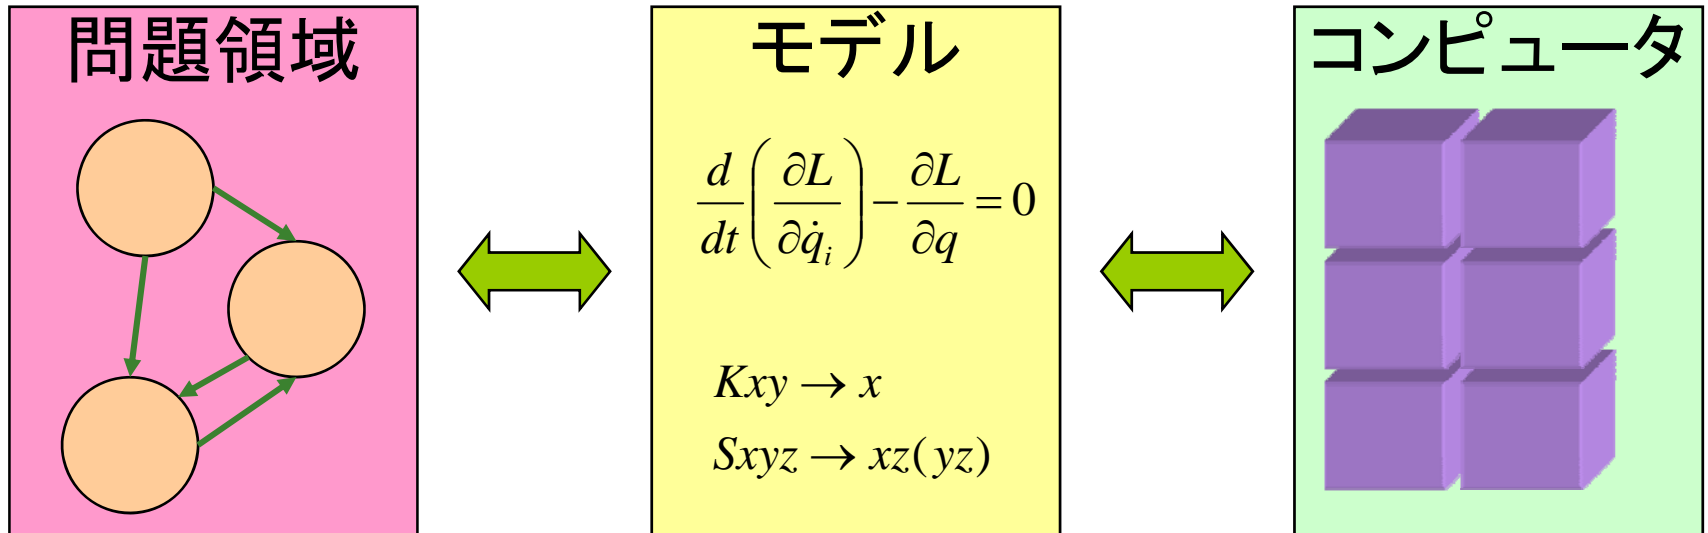 問題領域
モデル
d/dt(∂L/∂q̇ᵢ) − ∂L/∂q = 0
Kxy → x
Sxyz → xz(yz)
コンピュータ